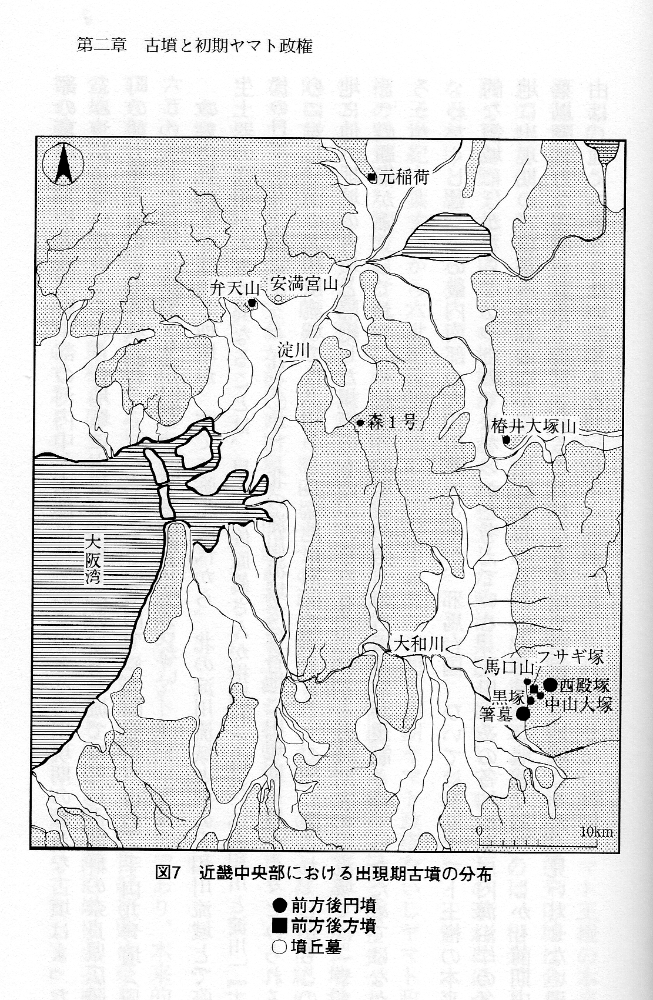 第二章　古墳と初期ヤマト政権
元稲荷
弁天山
安満宮山
淀川
森1号
椿井大塚山
大阪湾
大和川
フサギ塚
馬口山
西殿塚
黒塚
中山大塚
箸墓
0　10km
図7　近畿中央部における出現期古墳の分布
●前方後円墳
■前方後方墳
○墳丘墓